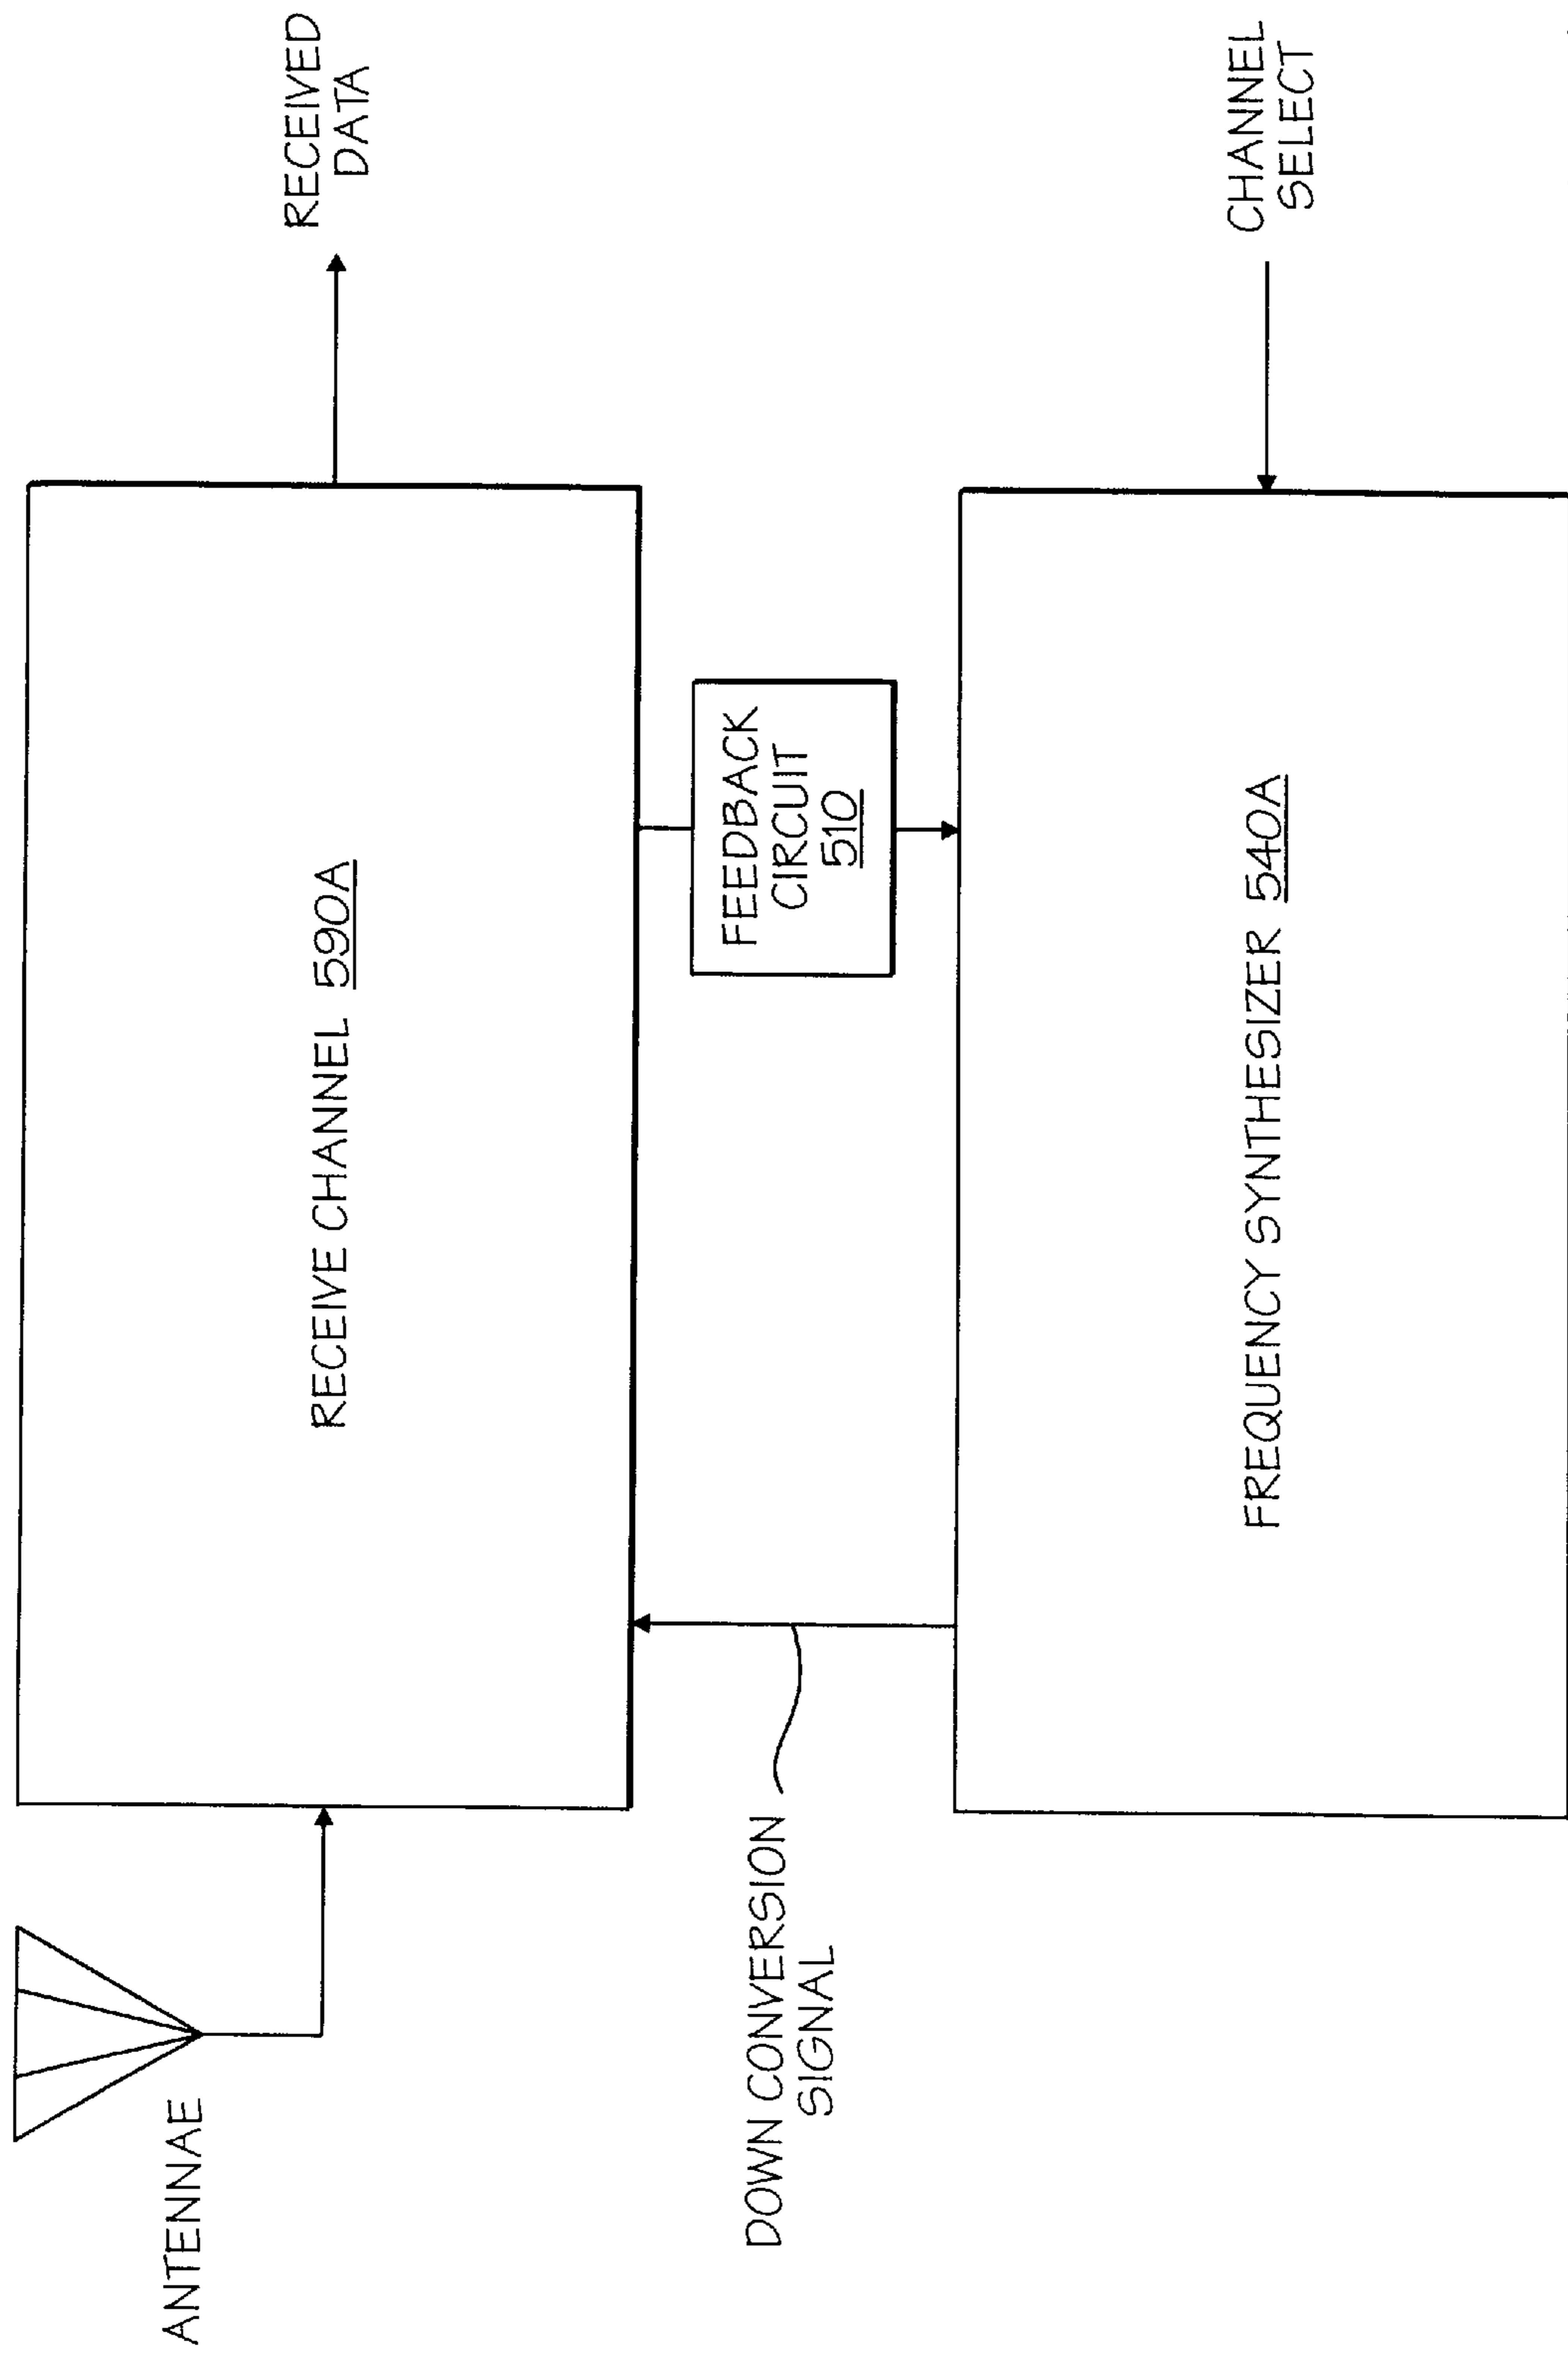 RECEIVED
DATA
RECEIVE CHANNEL 590A
ANTENNAE
FEEDBACK
CIRCUIT
510
DOWN CONVERSION
SIGNAL
CHANNEL
SELECT
FREQUENCY SYNTHESIZER 540A